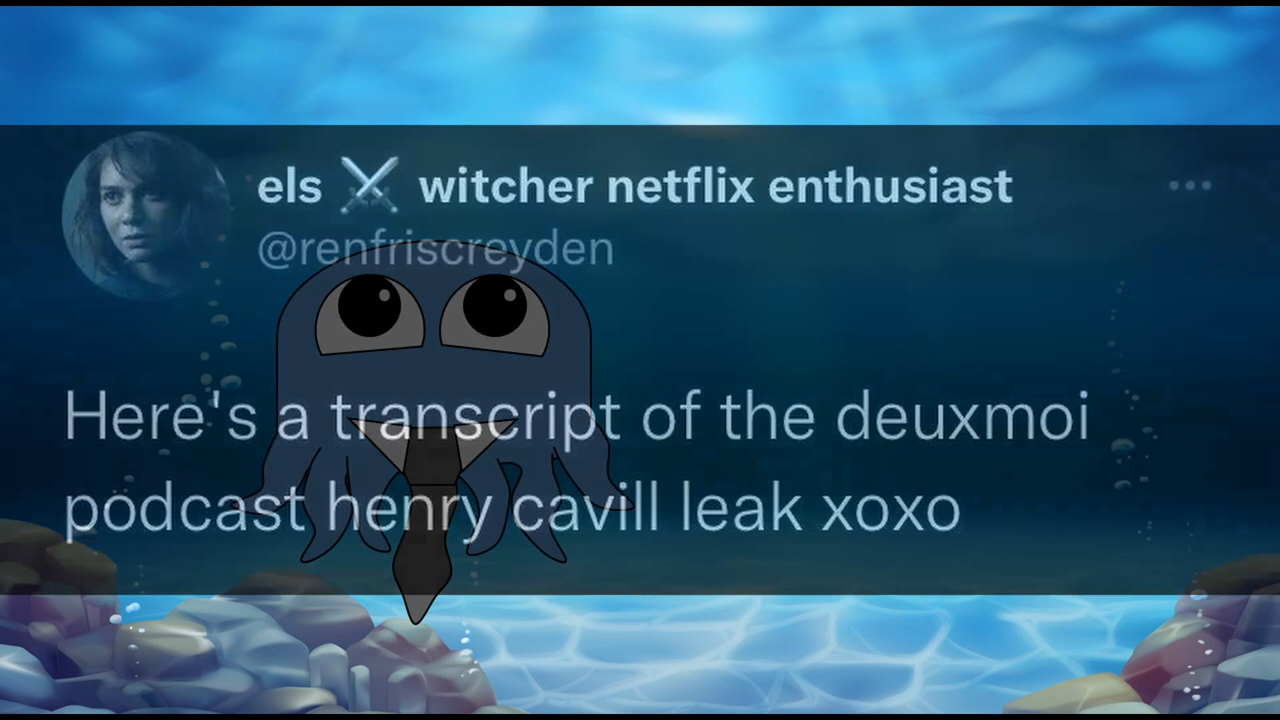 els ⚔️ witcher netflix enthusiast
@renfriscreyden
Here's a transcript of the deuxmoi
podcast henry cavill leak xoxo